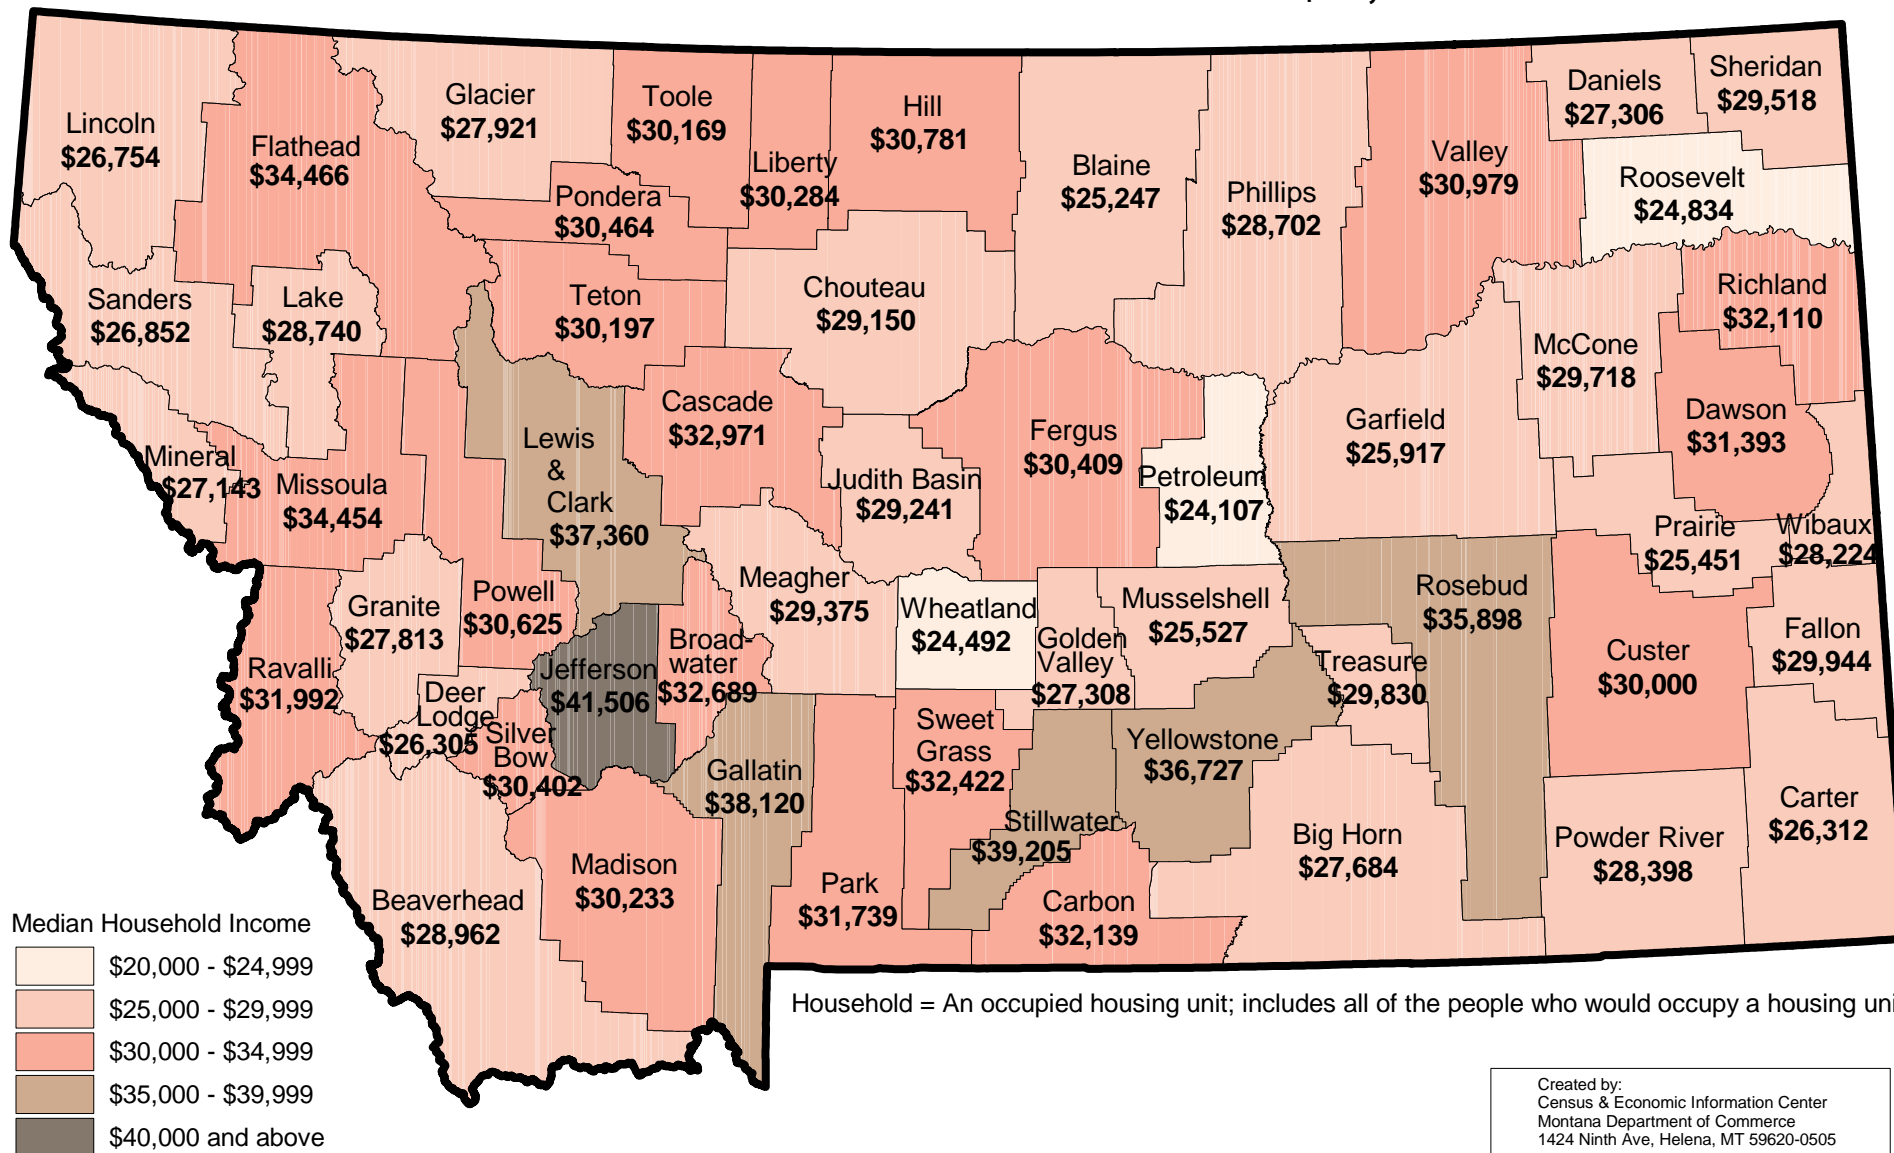 Lincoln
$26,754
Flathead
$34,466
Glacier
$27,921
Toole
$30,169
Liberty
$30,284
Hill
$30,781
Blaine
$25,247
Phillips
$28,702
Valley
$30,979
Daniels
$27,306
Sheridan
$29,518
Roosevelt
$24,834
Pondera
$30,464
Sanders
$26,852
Lake
$28,740
Teton
$30,197
Chouteau
$29,150
Richland
$32,110
McCone
$29,718
Cascade
$32,971
Fergus
$30,409
Garfield
$25,917
Dawson
$31,393
Mineral
$27,143
Missoula
$34,454
Lewis
&
Clark
$37,360
Judith Basin
$29,241
Petroleum
$24,107
Prairie
$25,451
Wibaux
$28,224
Granite
$27,813
Powell
$30,625
Meagher
$29,375
Wheatland
$24,492
Golden
Valley
$27,308
Musselshell
$25,527
Rosebud
$35,898
Treasure
$29,830
Custer
$30,000
Fallon
$29,944
Ravalli
$31,992
Deer
Lodge
$26,305
Silver
Bow
$30,402
Jefferson
$41,506
Broad-
water
$32,689
Gallatin
$38,120
Sweet
Grass
$32,422
Stillwater
$39,205
Yellowstone
$36,727
Big Horn
$27,684
Powder River
$28,398
Carter
$26,312
Beaverhead
$28,962
Madison
$30,233
Park
$31,739
Carbon
$32,139
Median Household Income
$20,000 - $24,999
$25,000 - $29,999
$30,000 - $34,999
$35,000 - $39,999
$40,000 and above
Household = An occupied housing unit; includes all of the people who would occupy a housing uni
Created by:
Census & Economic Information Center
Montana Department of Commerce
1424 Ninth Ave, Helena, MT 59620-0505